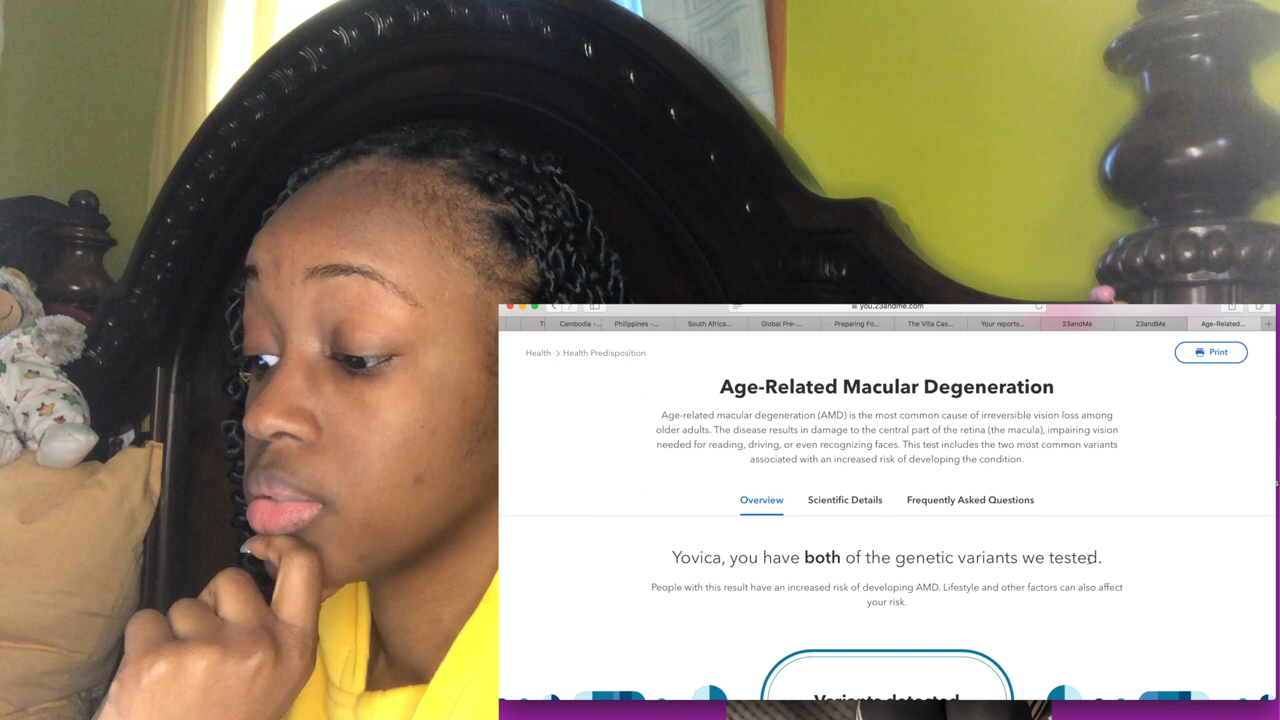 you.23andme.com
Cambodia -... Philippines -... South Africa... Global Pre-... Preparing Fo... The Villa Cas... Your reports... 23andMe 23andMe Age-Related...
Health > Health Predisposition
Print
Age-Related Macular Degeneration
Age-related macular degeneration (AMD) is the most common cause of irreversible vision loss among
older adults. The disease results in damage to the central part of the retina (the macula), impairing vision
needed for reading, driving, or even recognizing faces. This test includes the two most common variants
associated with an increased risk of developing the condition.
Overview Scientific Details Frequently Asked Questions
Yovica, you have both of the genetic variants we tested.
People with this result have an increased risk of developing AMD. Lifestyle and other factors can also affect
your risk.
Variants detected